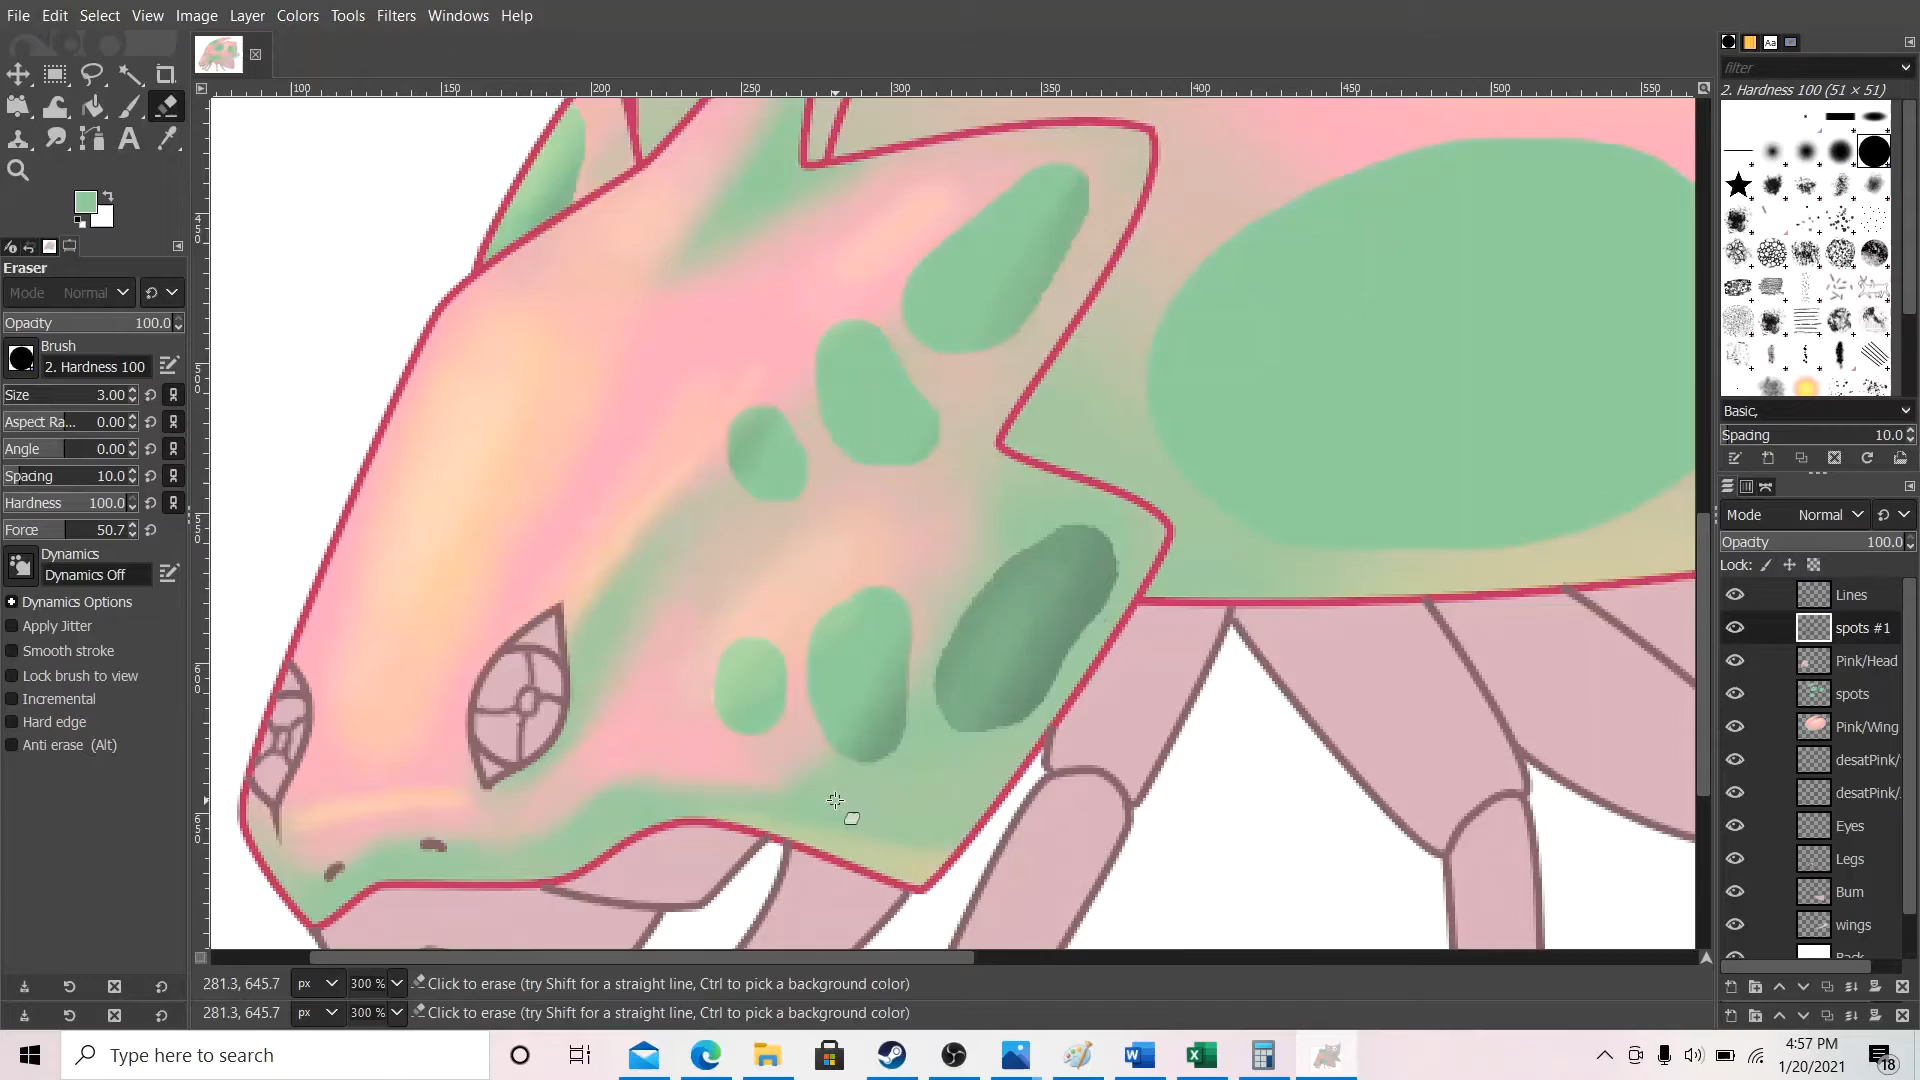 File Edit Select View Image Layer Colors Tools Filters Windows Help
100 150 200 250 300 350 400 450 500 550
filter
2. Hardness 100 (51 × 51)
Eraser
Mode Normal
Opacity 100.0
Brush
2. Hardness 100
Size 3.00
Aspect Ra... 0.00
Angle 0.00
Spacing 10.0
Hardness 100.0
Force 50.7
Dynamics
Dynamics Off
Dynamics Options
Apply Jitter
Smooth stroke
Lock brush to view
Incremental
Hard edge
Anti erase (Alt)
450
500
550
600
650
Basic,
Spacing 10.0
Mode Normal
Opacity 100.0
Lock:
Lines
spots #1
Pink/Head
spots
Pink/Wing
desatPink/
desatPink/.
Eyes
Legs
Bum
wings
Back
281.3, 645.7 px 300 % Click to erase (try Shift for a straight line, Ctrl to pick a background color)
281.3, 645.7 px 300 % Click to erase (try Shift for a straight line, Ctrl to pick a background color)
Type here to search
4:57 PM
1/20/2021
18